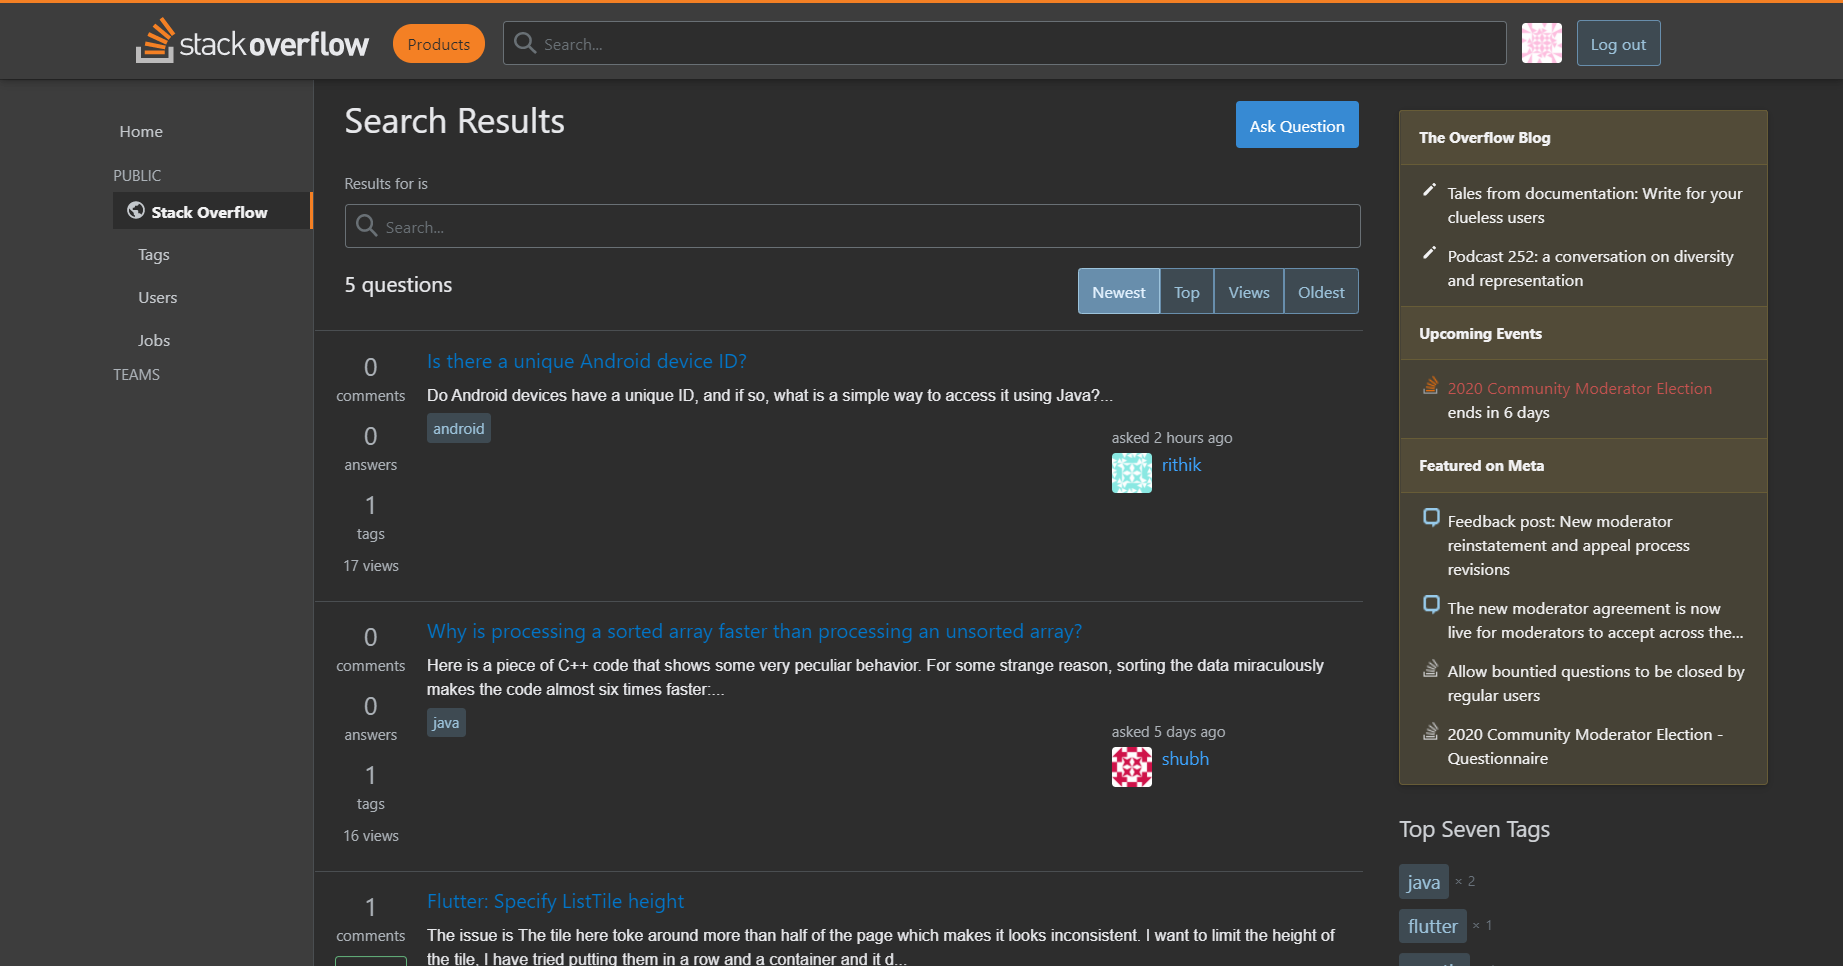 stack overflow
Products
Search...
Log out
Home
PUBLIC
Stack Overflow
Tags
Users
Jobs
TEAMS
Search Results
Ask Question
Results for is
Search...
5 questions
Newest Top Views Oldest
0
comments
0
answers
1
tags
17 views
Is there a unique Android device ID?
Do Android devices have a unique ID, and if so, what is a simple way to access it using Java?...
android
asked 2 hours ago
rithik
0
comments
0
answers
1
tags
16 views
Why is processing a sorted array faster than processing an unsorted array?
Here is a piece of C++ code that shows some very peculiar behavior. For some strange reason, sorting the data miraculously
makes the code almost six times faster:...
java
asked 5 days ago
shubh
1
comments
Flutter: Specify ListTile height
The issue is The tile here toke around more than half of the page which makes it looks inconsistent. I want to limit the height of
the tile, I have tried putting them in a row and a container and it d...
The Overflow Blog
Tales from documentation: Write for your
clueless users
Podcast 252: a conversation on diversity
and representation
Upcoming Events
2020 Community Moderator Election
ends in 6 days
Featured on Meta
Feedback post: New moderator
reinstatement and appeal process
revisions
The new moderator agreement is now
live for moderators to accept across the...
Allow bountied questions to be closed by
regular users
2020 Community Moderator Election -
Questionnaire
Top Seven Tags
java × 2
flutter × 1